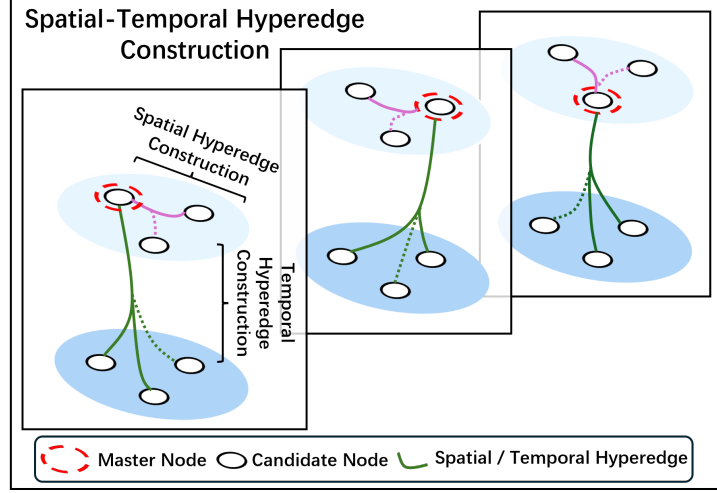 Spatial-Temporal Hyperedge
Construction
Spatial Hyperedge
Construction
Temporal
Hyperedge
Construction
Master Node
Candidate Node
Spatial / Temporal Hyperedge